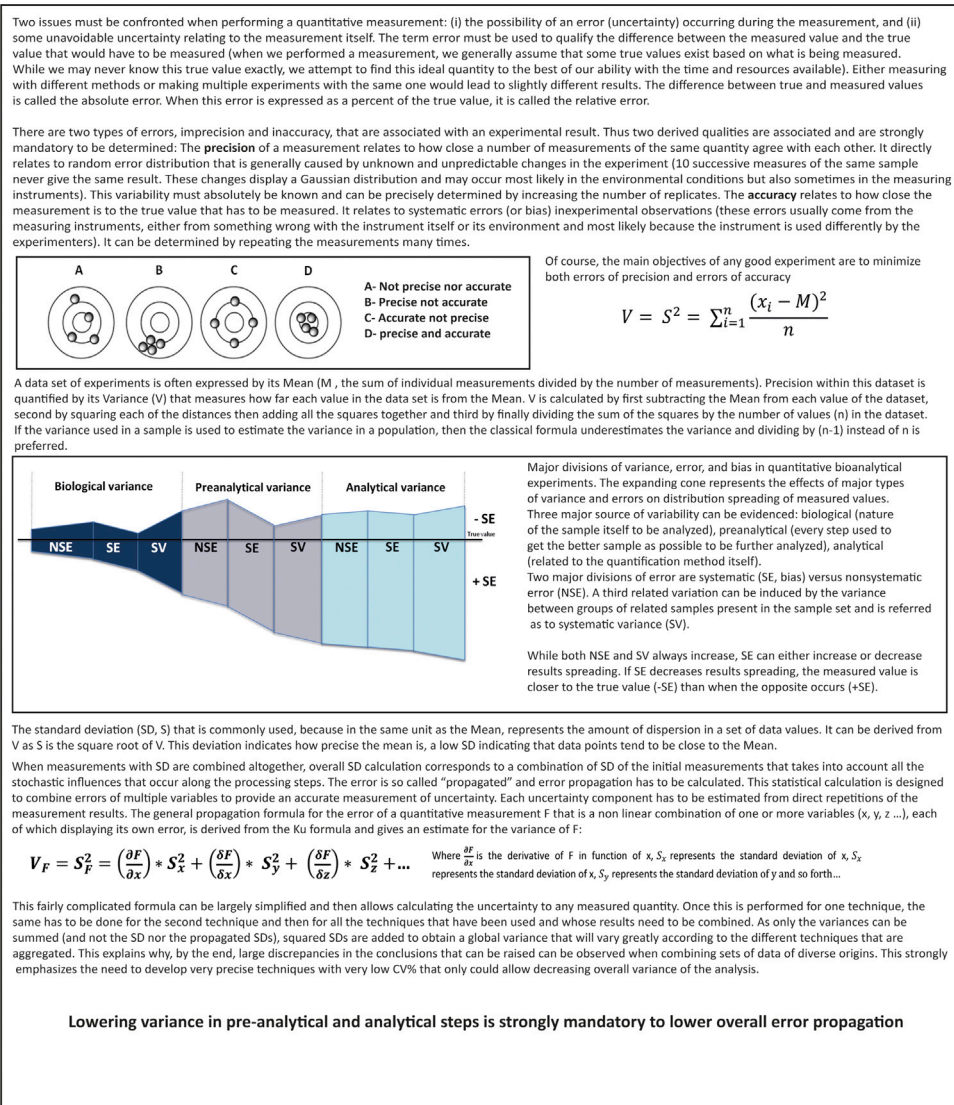 Two issues must be confronted when performing a quantitative measurement: (i) the possibility of an error (uncertainty) occurring during the measurement, and (ii)
some unavoidable uncertainty relating to the measurement itself. The term error must be used to qualify the difference between the measured value and the true
value that would have to be measured (when we performed a measurement, we generally assume that some true values exist based on what is being measured.
While we may never know this true value exactly, we attempt to find this ideal quantity to the best of our ability with the time and resources available). Either measuring
with different methods or making multiple experiments with the same one would lead to slightly different results. The difference between true and measured values
is called the absolute error. When this error is expressed as a percent of the true value, it is called the relative error.
There are two types of errors, imprecision and inaccuracy, that are associated with an experimental result. Thus two derived qualities are associated and are strongly
mandatory to be determined: The precision of a measurement relates to how close a number of measurements of the same quantity agree with each other. It directly
relates to random error distribution that is generally caused by unknown and unpredictable changes in the experiment (10 successive measures of the same sample
never give the same result. These changes display a Gaussian distribution and may occur most likely in the environmental conditions but also sometimes in the measuring
instruments). This variability must absolutely be known and can be precisely determined by increasing the number of replicates. The accuracy relates to how close the
measurement is to the true value that has to be measured. It relates to systematic errors (or bias) inexperimental observations (these errors usually come from the
measuring instruments, either from something wrong with the instrument itself or its environment and most likely because the instrument is used differently by the
experimenters). It can be determined by repeating the measurements many times.
A B C D
A- Not precise nor accurate
B- Precise not accurate
C- Accurate not precise
D- precise and accurate
Of course, the main objectives of any good experiment are to minimize
both errors of precision and errors of accuracy
V = S² = ∑ⁿᵢ₌₁ (xᵢ − M)² / n
A data set of experiments is often expressed by its Mean (M , the sum of individual measurements divided by the number of measurements). Precision within this dataset is
quantified by its Variance (V) that measures how far each value in the data set is from the Mean. V is calculated by first subtracting the Mean from each value of the dataset,
second by squaring each of the distances then adding all the squares together and third by finally dividing the sum of the squares by the number of values (n) in the dataset.
If the variance used in a sample is used to estimate the variance in a population, then the classical formula underestimates the variance and dividing by (n-1) instead of n is
preferred.
Biological variance Preanalytical variance Analytical variance
- SE
True value
NSE SE SV NSE SE SV NSE SE SV
+ SE
Major divisions of variance, error, and bias in quantitative bioanalytical
experiments. The expanding cone represents the effects of major types
of variance and errors on distribution spreading of measured values.
Three major source of variability can be evidenced: biological (nature
of the sample itself to be analyzed), preanalytical (every step used to
get the better sample as possible to be further analyzed), analytical
(related to the quantification method itself).
Two major divisions of error are systematic (SE, bias) versus nonsystematic
error (NSE). A third related variation can be induced by the variance
between groups of related samples present in the sample set and is referred
as to systematic variance (SV).
While both NSE and SV always increase, SE can either increase or decrease
results spreading. If SE decreases results spreading, the measured value is
closer to the true value (-SE) than when the opposite occurs (+SE).
The standard deviation (SD, S) that is commonly used, because in the same unit as the Mean, represents the amount of dispersion in a set of data values. It can be derived from
V as S is the square root of V. This deviation indicates how precise the mean is, a low SD indicating that data points tend to be close to the Mean.
When measurements with SD are combined altogether, overall SD calculation corresponds to a combination of SD of the initial measurements that takes into account all the
stochastic influences that occur along the processing steps. The error is so called “propagated” and error propagation has to be calculated. This statistical calculation is designed
to combine errors of multiple variables to provide an accurate measurement of uncertainty. Each uncertainty component has to be estimated from direct repetitions of the
measurement results. The general propagation formula for the error of a quantitative measurement F that is a non linear combination of one or more variables (x, y, z ...), each
of which displaying its own error, is derived from the Ku formula and gives an estimate for the variance of F:
V_F = S_F² = (∂F/∂x) * S_x² + (δF/δx) * S_y² + (δF/δz) * S_z² +...
Where ∂F/∂x is the derivative of F in function of x, S_x represents the standard deviation of x, S_x
represents the standard deviation of x, S_y represents the standard deviation of y and so forth...
This fairly complicated formula can be largely simplified and then allows calculating the uncertainty to any measured quantity. Once this is performed for one technique, the
same has to be done for the second technique and then for all the techniques that have been used and whose results need to be combined. As only the variances can be
summed (and not the SD nor the propagated SDs), squared SDs are added to obtain a global variance that will vary greatly according to the different techniques that are
aggregated. This explains why, by the end, large discrepancies in the conclusions that can be raised can be observed when combining sets of data of diverse origins. This strongly
emphasizes the need to develop very precise techniques with very low CV% that only could allow decreasing overall variance of the analysis.
Lowering variance in pre-analytical and analytical steps is strongly mandatory to lower overall error propagation